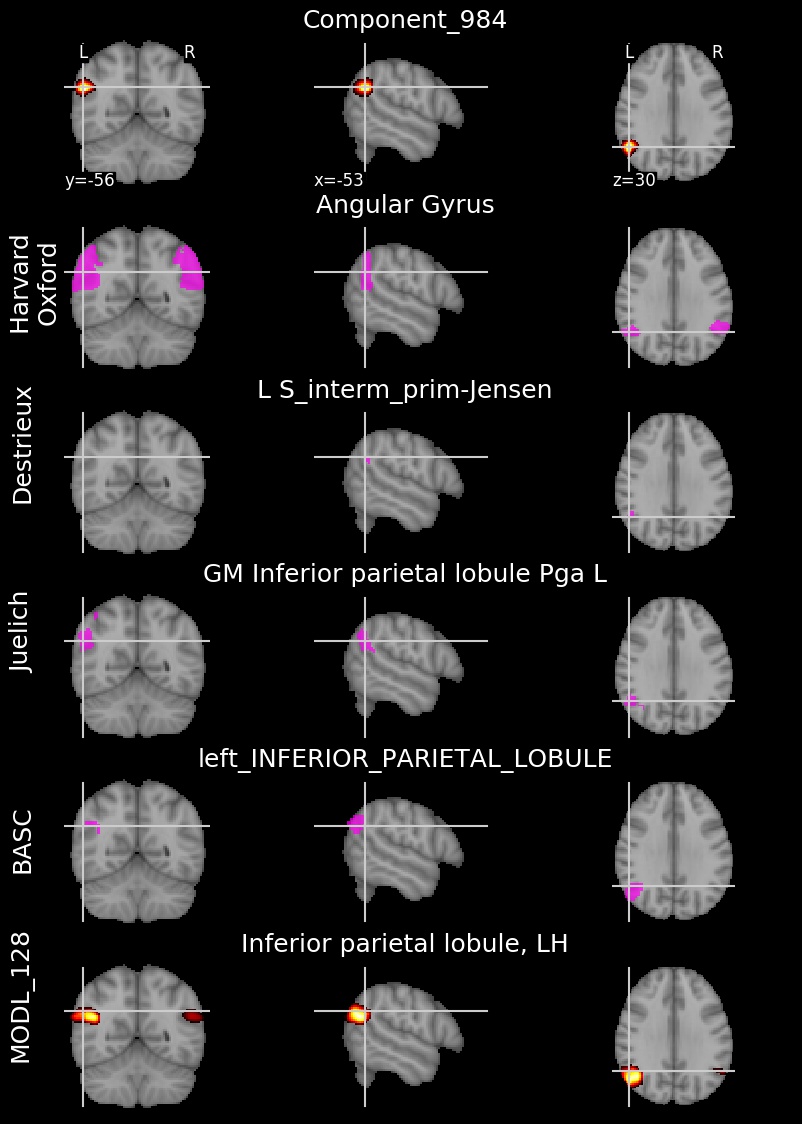 Component_984
L R
L R
y=-56
x=-53
z=30
Angular Gyrus
Harvard
Oxford
L S_interm_prim-Jensen
Destrieux
GM Inferior parietal lobule Pga L
Juelich
left_INFERIOR_PARIETAL_LOBULE
BASC
Inferior parietal lobule, LH
MODL_128